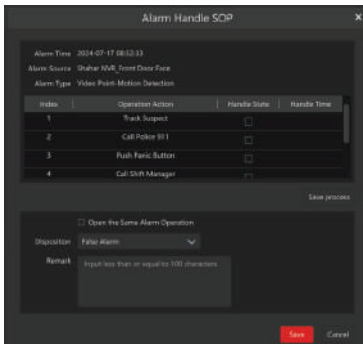 Alarm Handle SOP
X
Alarm Time 2024-07-17 08:52:33
Alarm Source Shahar NVR_Front Door Face
Alarm Type Video Point-Motion Detection
Index Operation Action Handle State Handle Time
1 Track Suspect
2 Call Police 911
3 Push Panic Button
4 Call Shift Manager
Save process
Open the Same Alarm Operation
Disposition False Alarm
Remark Input less than or equal to 100 characters
Save Cancel